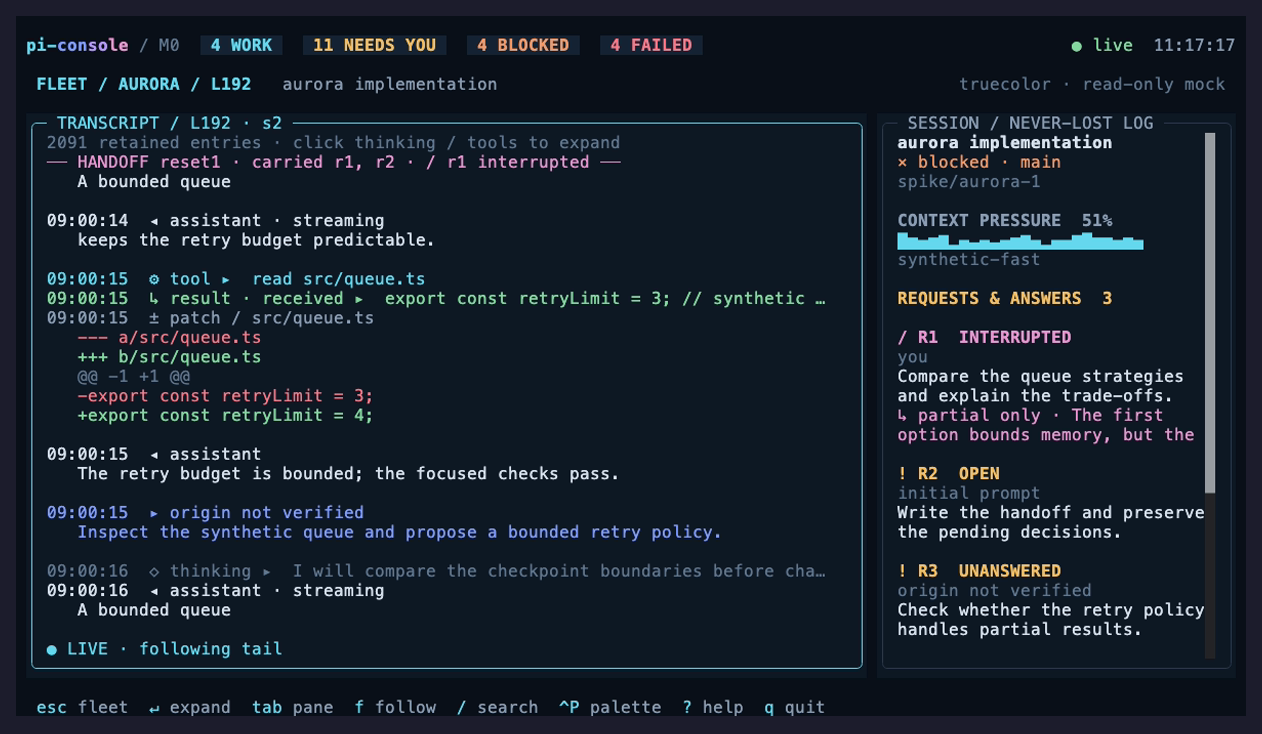 pi-console / M0  4 WORK  11 NEEDS YOU  4 BLOCKED  4 FAILED  ● live  11:17:17
FLEET / AURORA / L192  aurora implementation  truecolor · read-only mock
TRANSCRIPT / L192 · s2
2091 retained entries · click thinking / tools to expand
── HANDOFF reset1 · carried r1, r2 · / r1 interrupted ──
A bounded queue
09:00:14  ◂ assistant · streaming
keeps the retry budget predictable.
09:00:15  ⚙ tool ▸  read src/queue.ts
09:00:15  ↳ result · received ▸  export const retryLimit = 3; // synthetic …
09:00:15  ± patch / src/queue.ts
--- a/src/queue.ts
+++ b/src/queue.ts
@@ -1 +1 @@
-export const retryLimit = 3;
+export const retryLimit = 4;
09:00:15  ◂ assistant
The retry budget is bounded; the focused checks pass.
09:00:15  ▸ origin not verified
Inspect the synthetic queue and propose a bounded retry policy.
09:00:16  ◇ thinking ▸  I will compare the checkpoint boundaries before cha…
09:00:16  ◂ assistant · streaming
A bounded queue
● LIVE · following tail
SESSION / NEVER-LOST LOG
aurora implementation
× blocked · main
spike/aurora-1
CONTEXT PRESSURE  51%
synthetic-fast
REQUESTS & ANSWERS  3
/ R1  INTERRUPTED
you
Compare the queue strategies
and explain the trade-offs.
↳ partial only · The first
option bounds memory, but the
! R2  OPEN
initial prompt
Write the handoff and preserve
the pending decisions.
! R3  UNANSWERED
origin not verified
Check whether the retry policy
handles partial results.
esc fleet  ↵ expand  tab pane  f follow  / search  ^P palette  ? help  q quit